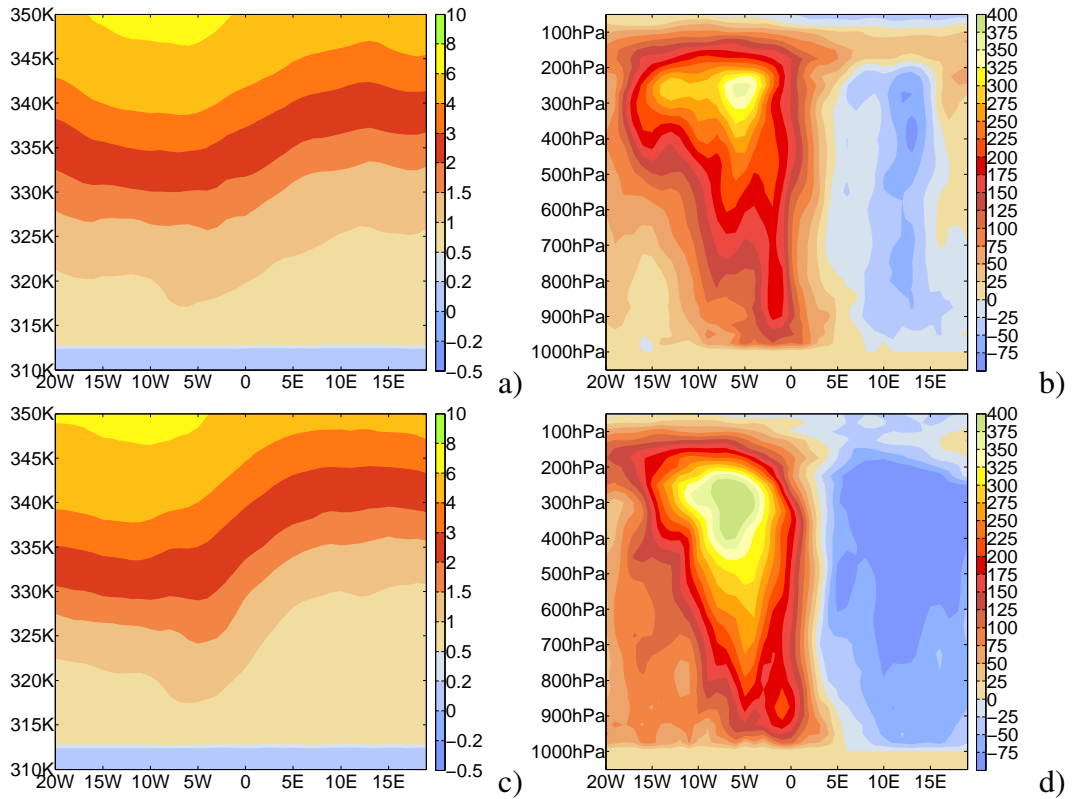 350K
345K
340K
335K
330K
325K
320K
315K
310K
20W 15W 10W 5W 0 5E 10E 15E
10
8
6
4
3
2
1.5
1
0.5
0.2
0
−0.2
−0.5
a)
100hPa
200hPa
300hPa
400hPa
500hPa
600hPa
700hPa
800hPa
900hPa
1000hPa
20W 15W 10W 5W 0 5E 10E 15E
400
375
350
325
300
275
250
225
200
175
150
125
100
75
50
25
0
−25
−50
−75
b)
350K
345K
340K
335K
330K
325K
320K
315K
310K
20W 15W 10W 5W 0 5E 10E 15E
10
8
6
4
3
2
1.5
1
0.5
0.2
0
−0.2
−0.5
c)
100hPa
200hPa
300hPa
400hPa
500hPa
600hPa
700hPa
800hPa
900hPa
1000hPa
20W 15W 10W 5W 0 5E 10E 15E
400
375
350
325
300
275
250
225
200
175
150
125
100
75
50
25
0
−25
−50
−75
d)